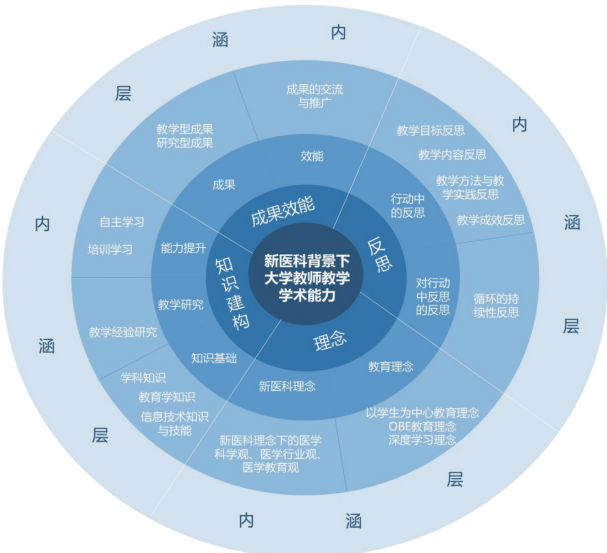 新医科背景下
大学教师教学
学术能力
成果效能
反思
理念
知识建构
成果
效能
行动中
的反思
对行动
中反思
的反思
教育理念
新医科理念
知识基础
教学研究
能力提升
教学型成果
研究型成果
成果的交流
与推广
教学目标反思
教学内容反思
教学方法与教
学实践反思
教学成效反思
循环的持
续性反思
以学生为中心教育理念
OBE教育理念
深度学习理念
新医科理念下的医学
科学观、医学行业观、
医学教育观
学科知识
教育学知识
信息技术知识
与技能
教学经验研究
自主学习
培训学习
内
涵
层
内
涵
层
内
涵
层
内
涵
层